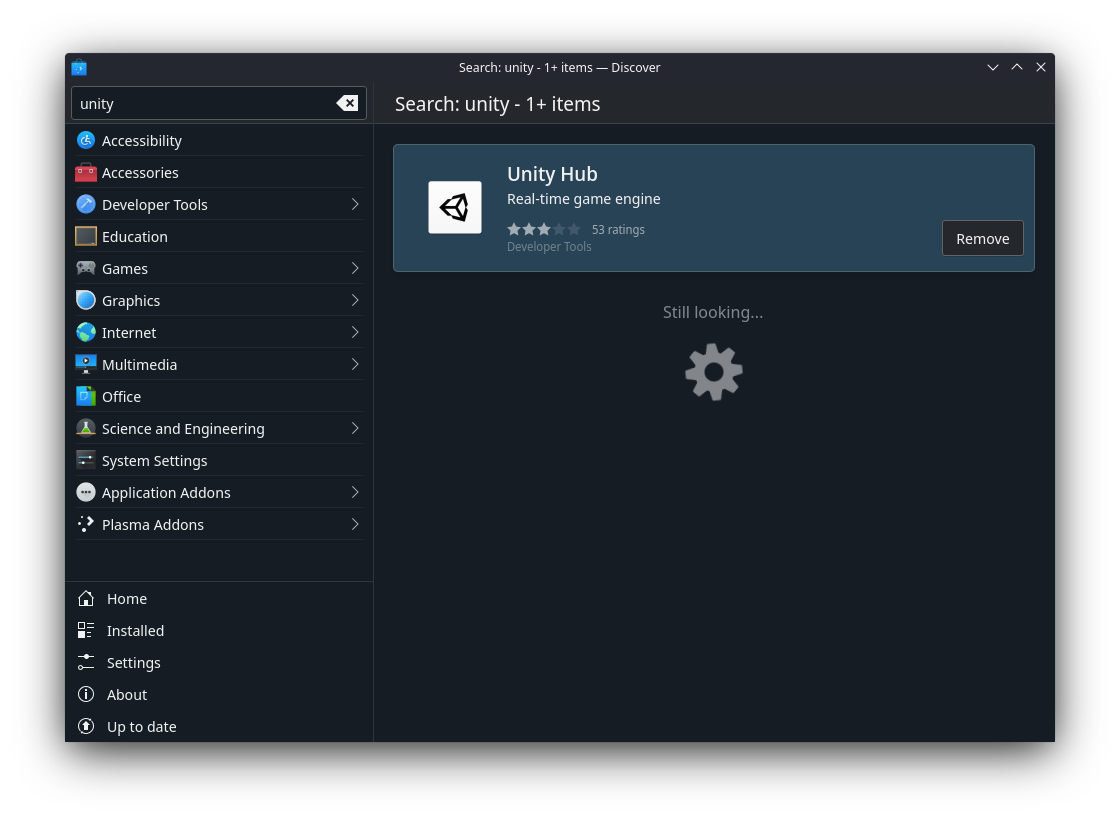 Search: unity - 1+ items — Discover
unity
Search: unity - 1+ items
Accessibility
Accessories
Developer Tools
Education
Games
Graphics
Internet
Multimedia
Office
Science and Engineering
System Settings
Application Addons
Plasma Addons
Home
Installed
Settings
About
Up to date
Unity Hub
Real-time game engine
53 ratings
Developer Tools
Remove
Still looking...